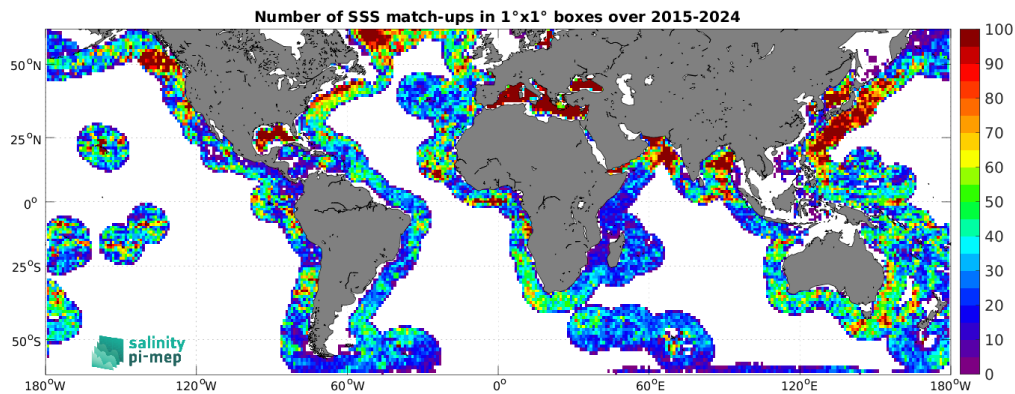 Number of SSS match-ups in 1°x1° boxes over 2015-2024
100
90
80
70
60
50
40
30
20
10
0
50°N
25°N
0°
25°S
50°S
salinity
pi-mep
180°W 120°W 60°W 0° 60°E 120°E 180°W